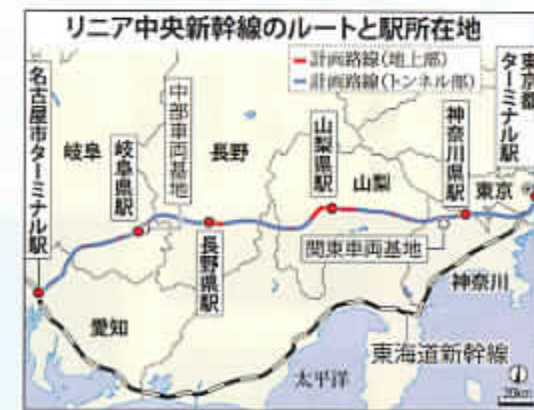 リニア中央新幹線のルートと駅所在地
計画路線(地上部)
計画路線(トンネル部)
東京都ターミナル駅
神奈川県駅
山梨県駅
中部車両基地
岐阜県駅
名古屋市ターミナル駅
岐阜
長野
山梨
東京
長野県駅
関東車両基地
神奈川
愛知
東海道新幹線
太平洋
20km